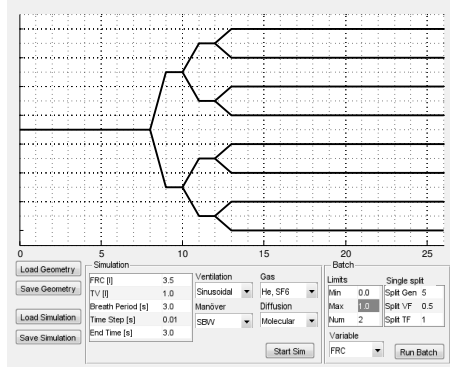 0 5 10 15 20 25
Load Geometry
Save Geometry
Load Simulation
Save Simulation
Simulation
FRC [l] 3.5
TV [l] 1.0
Breath Period [s] 3.0
Time Step [s] 0.01
End Time [s] 3.0
Ventilation
Sinusoidal
Manöver
SBW
Gas
He, SF6
Diffusion
Molecular
Start Sim
Batch
Limits
Min 0.0
Max 1.0
Num 2
Single split
Split Gen 5
Split VF 0.5
Split TF 1
Variable
FRC
Run Batch